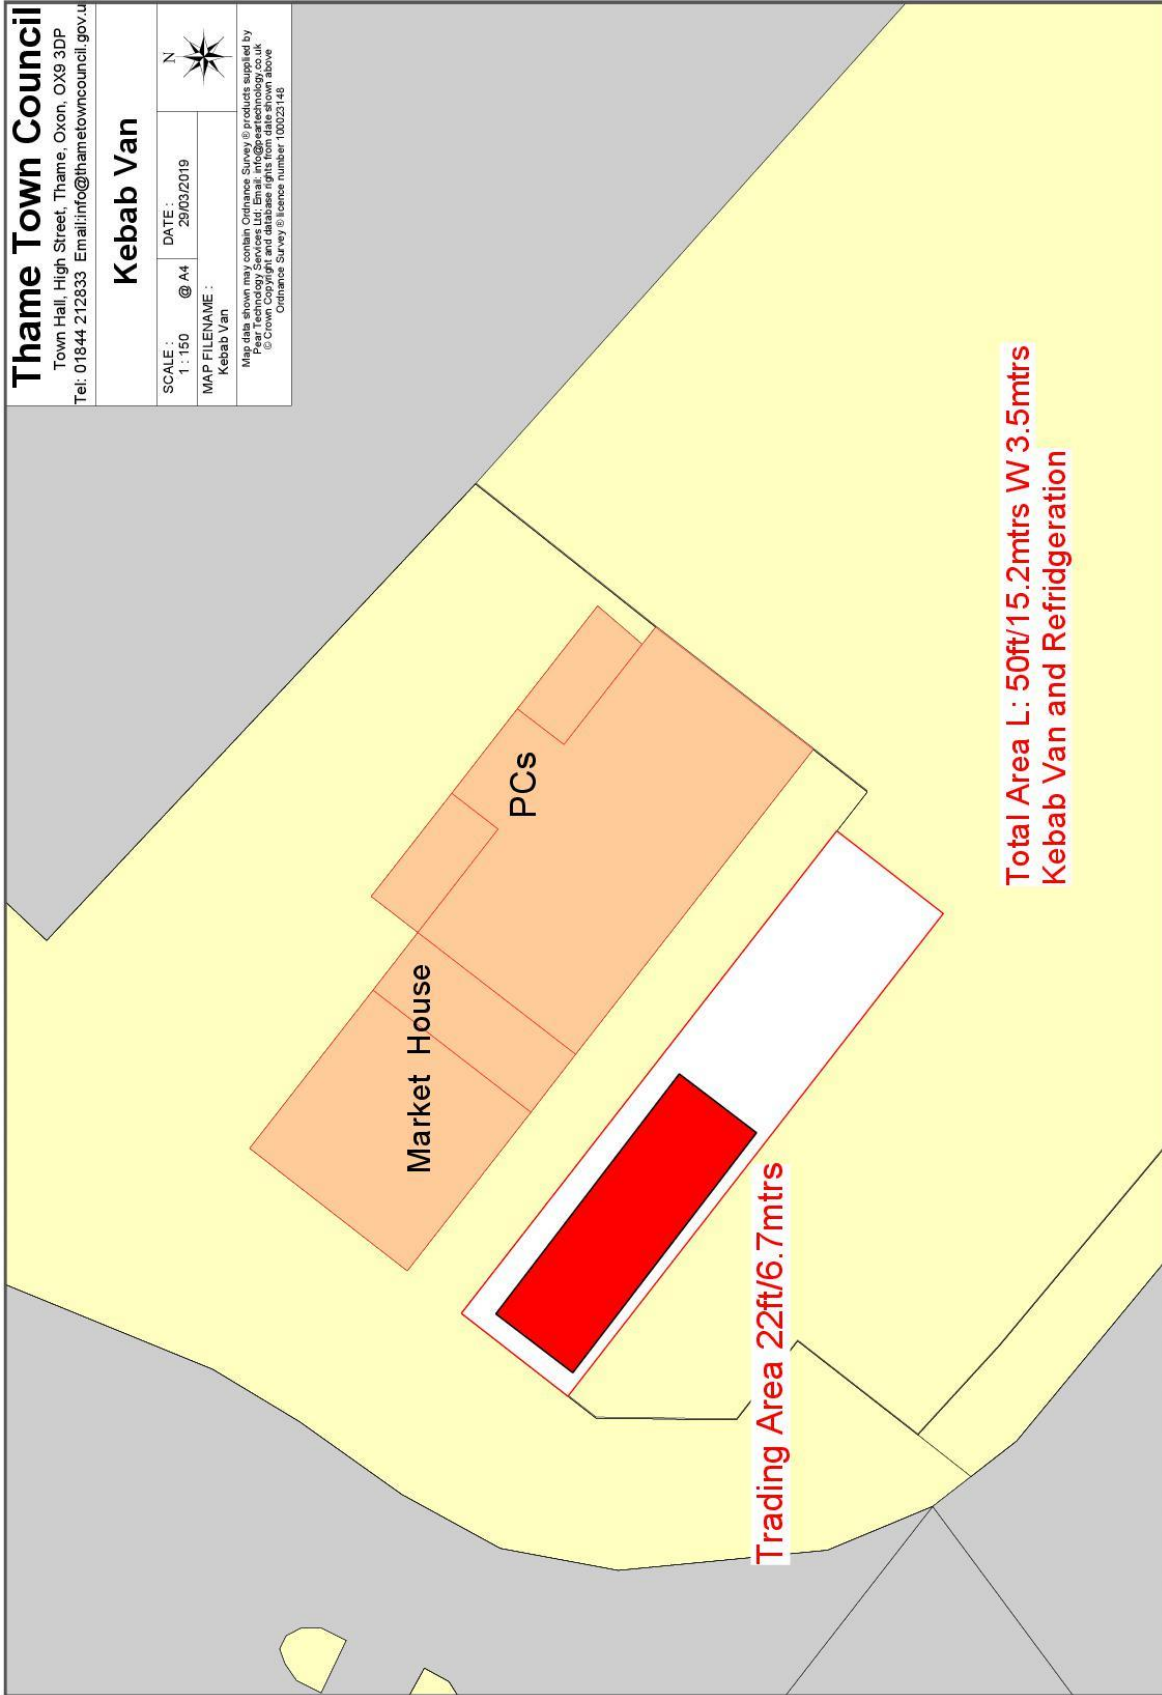 Thame Town Council
Town Hall, High Street, Thame, Oxon, OX9 3DP
Tel: 01844 212833 Email:info@thametowncouncil.gov.u
Kebab Van
SCALE :
1 : 150 @ A4
DATE :
29/03/2019
N
MAP FILENAME :
Kebab Van
Map data shown may contain Ordnance Survey ® products supplied by
Pear Technology Services Ltd; Email: info@peartechnology.co.uk
© Crown Copyright and database rights from date shown above
Ordnance Survey ® licence number 100023148
PCs
Market House
Trading Area 22ft/6.7mtrs
Total Area L: 50ft/15.2mtrs W 3.5mtrs
Kebab Van and Refridgeration